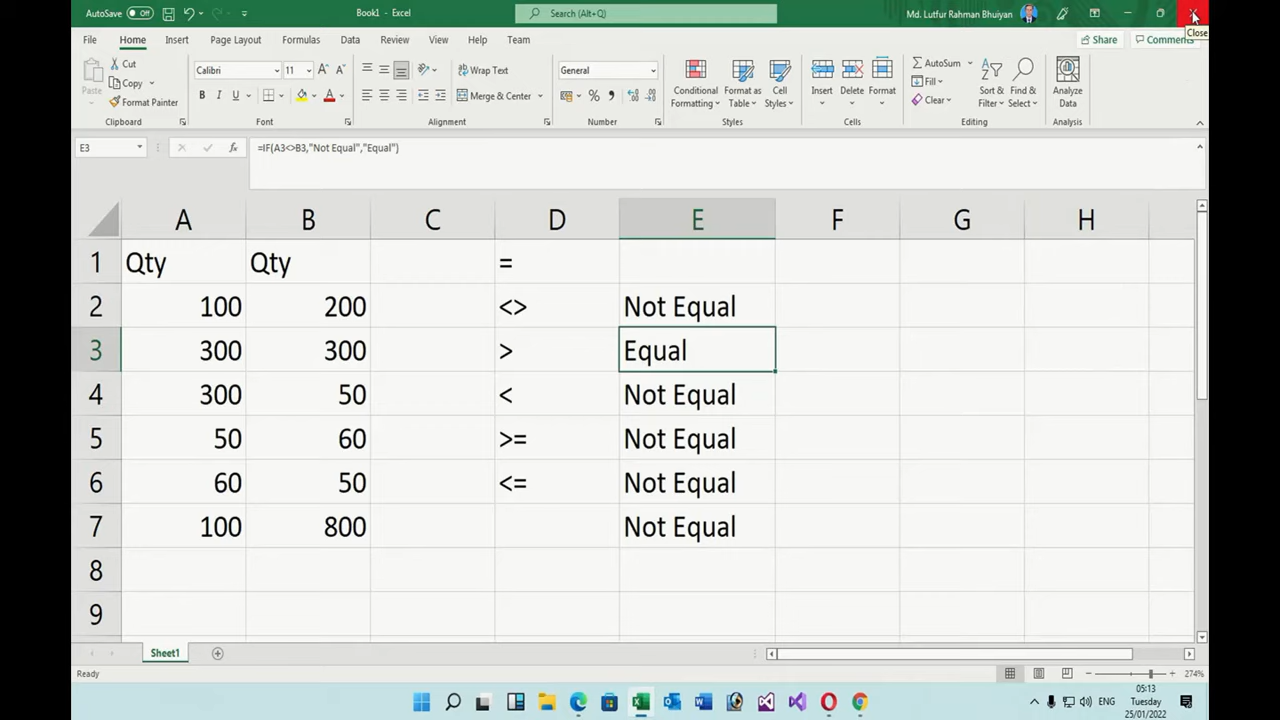 AutoSave Off Book1 - Excel Search (Alt+Q) Md. Lutfur Rahman Bhuiyan
Close
File Home Insert Page Layout Formulas Data Review View Help Team Share Comments
Paste Cut Copy Format Painter
Clipboard
Calibri 11
B I U A
Font
Wrap Text
Merge & Center
Alignment
General
%
Number
Conditional Formatting
Format as Table
Cell Styles
Styles
Insert Delete Format
Cells
AutoSum
Fill
Clear
Sort & Filter
Find & Select
Editing
Analyze Data
Analysis
E3 fx =IF(A3<>B3,"Not Equal","Equal")
A B C D E F G H
1 Qty Qty =
2 100 200 <> Not Equal
3 300 300 > Equal
4 300 50 < Not Equal
5 50 60 >= Not Equal
6 60 50 <= Not Equal
7 100 800 Not Equal
8
9
Sheet1
Ready 274%
ENG
05:13
Tuesday
25/01/2022